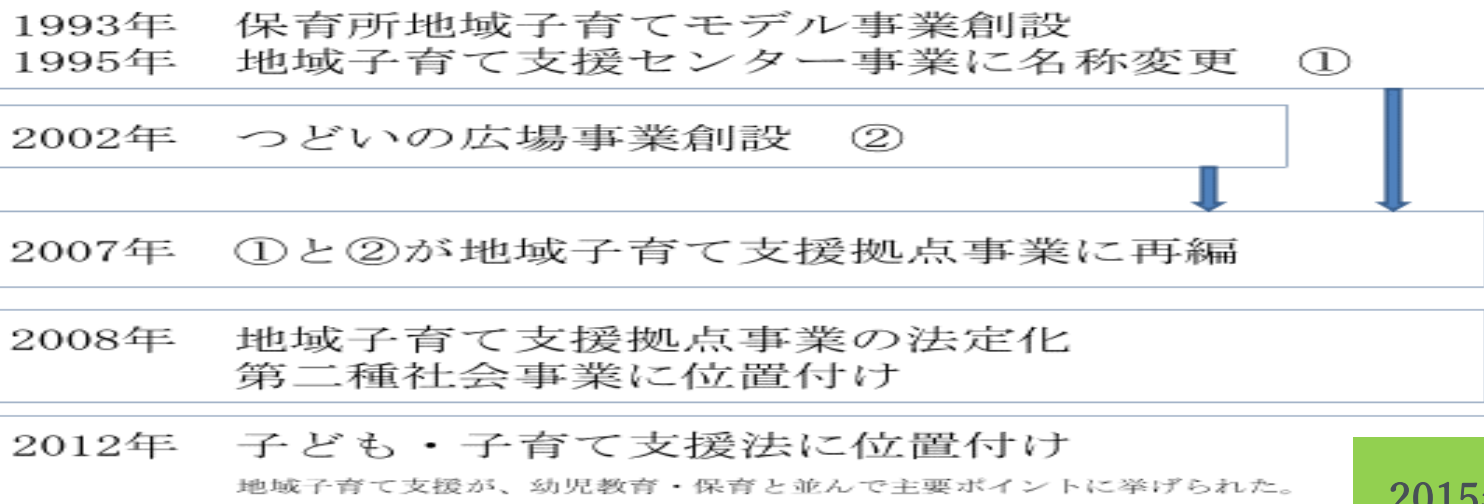 1993年　保育所地域子育てモデル事業創設
1995年　地域子育て支援センター事業に名称変更　①
2002年　つどいの広場事業創設　②
2007年　①と②が地域子育て支援拠点事業に再編
2008年　地域子育て支援拠点事業の法定化
第二種社会事業に位置付け
2012年　子ども・子育て支援法に位置付け
地域子育て支援が、幼児教育・保育と並んで主要ポイントに挙げられた。
2015